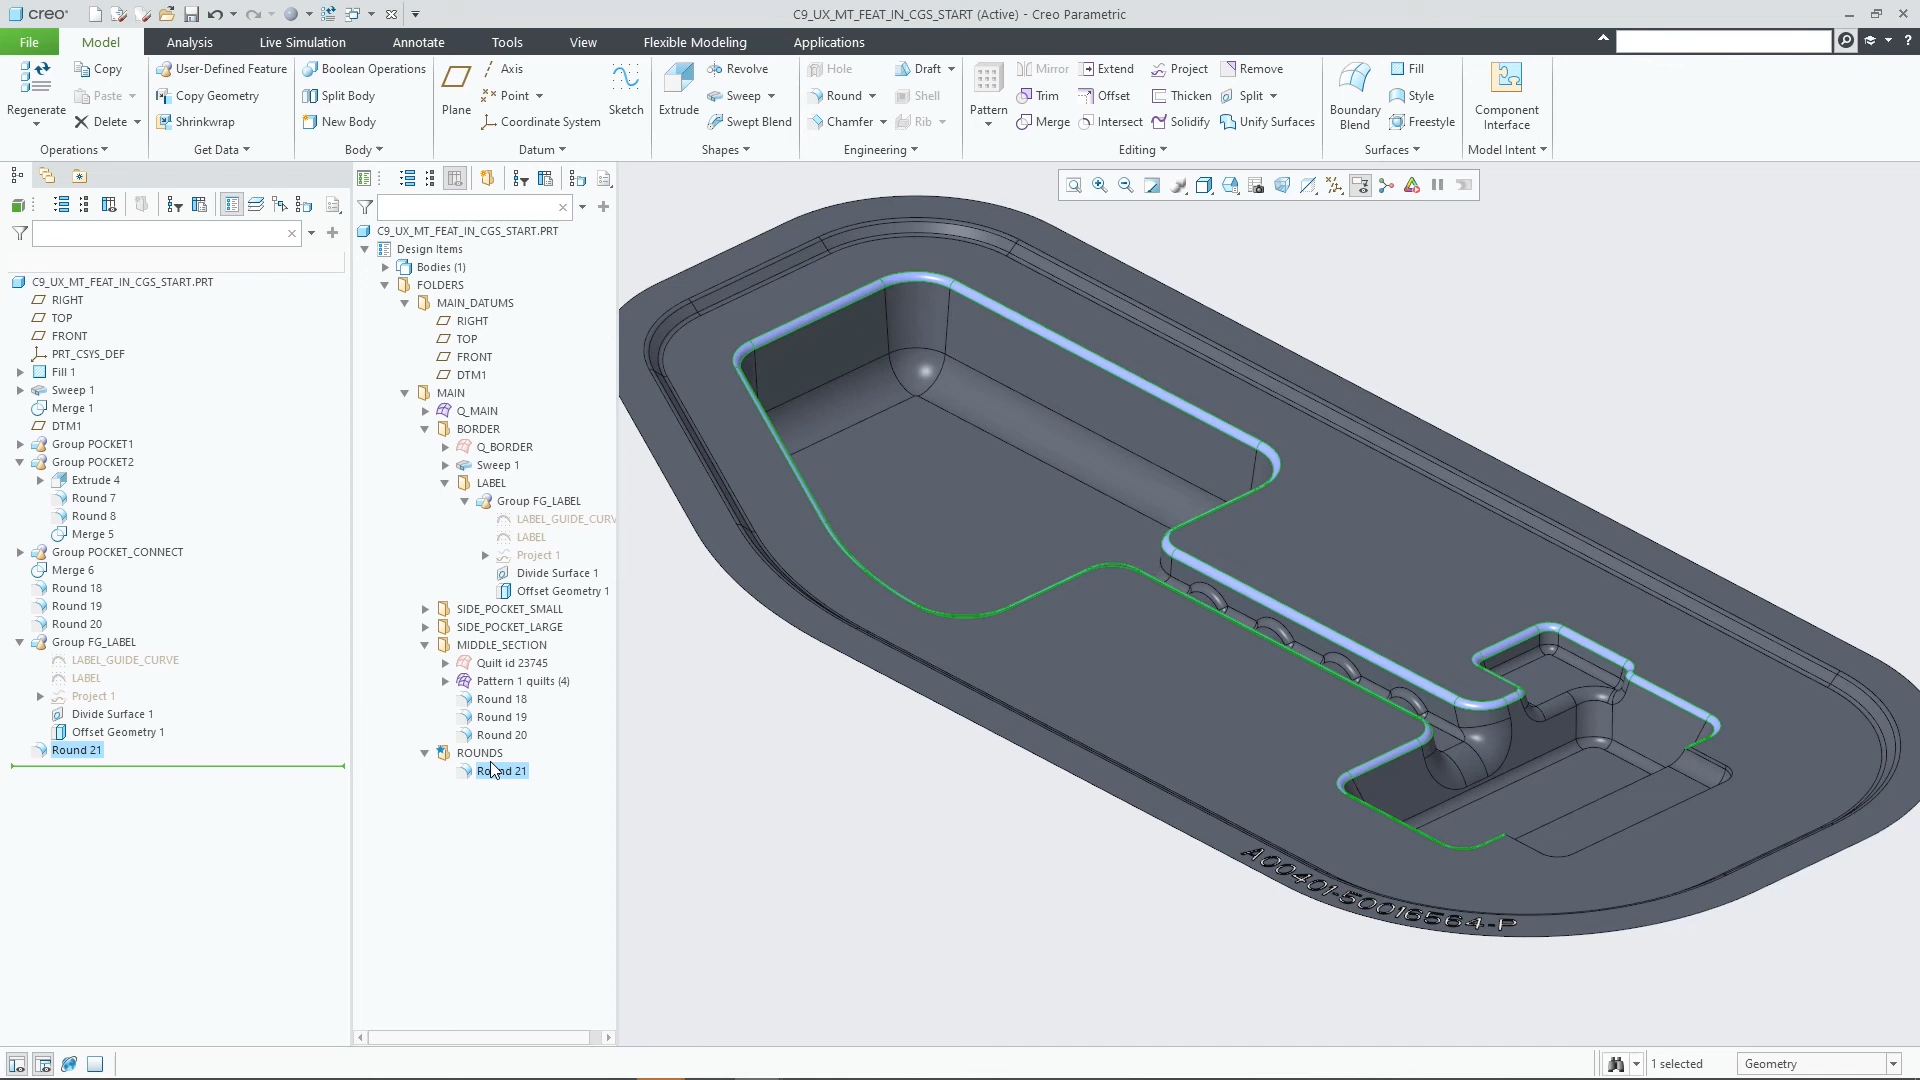 creo
C9_UX_MT_FEAT_IN_CGS_START (Active) - Creo Parametric
File
Model
Analysis
Live Simulation
Annotate
Tools
View
Flexible Modeling
Applications
Regenerate
Copy
Paste
Delete
Operations
User-Defined Feature
Copy Geometry
Shrinkwrap
Get Data
Boolean Operations
Split Body
New Body
Body
Plane
Axis
Point
Coordinate System
Sketch
Datum
Extrude
Revolve
Sweep
Swept Blend
Shapes
Hole
Round
Chamfer
Draft
Shell
Rib
Engineering
Pattern
Mirror
Trim
Merge
Extend
Offset
Intersect
Project
Thicken
Solidify
Remove
Split
Unify Surfaces
Editing
Boundary
Blend
Fill
Style
Freestyle
Surfaces
Component
Interface
Model Intent
C9_UX_MT_FEAT_IN_CGS_START.PRT
RIGHT
TOP
FRONT
PRT_CSYS_DEF
Fill 1
Sweep 1
Merge 1
DTM1
Group POCKET1
Group POCKET2
Extrude 4
Round 7
Round 8
Merge 5
Group POCKET_CONNECT
Merge 6
Round 18
Round 19
Round 20
Group FG_LABEL
LABEL_GUIDE_CURVE
LABEL
Project 1
Divide Surface 1
Offset Geometry 1
Round 21
C9_UX_MT_FEAT_IN_CGS_START.PRT
Design Items
Bodies (1)
FOLDERS
MAIN_DATUMS
RIGHT
TOP
FRONT
DTM1
MAIN
Q_MAIN
BORDER
Q_BORDER
Sweep 1
LABEL
Group FG_LABEL
LABEL_GUIDE_CURV
LABEL
Project 1
Divide Surface 1
Offset Geometry 1
SIDE_POCKET_SMALL
SIDE_POCKET_LARGE
MIDDLE_SECTION
Quilt id 23745
Pattern 1 quilts (4)
Round 18
Round 19
Round 20
ROUNDS
Round 21
A00401-50016564-P
1 selected
Geometry